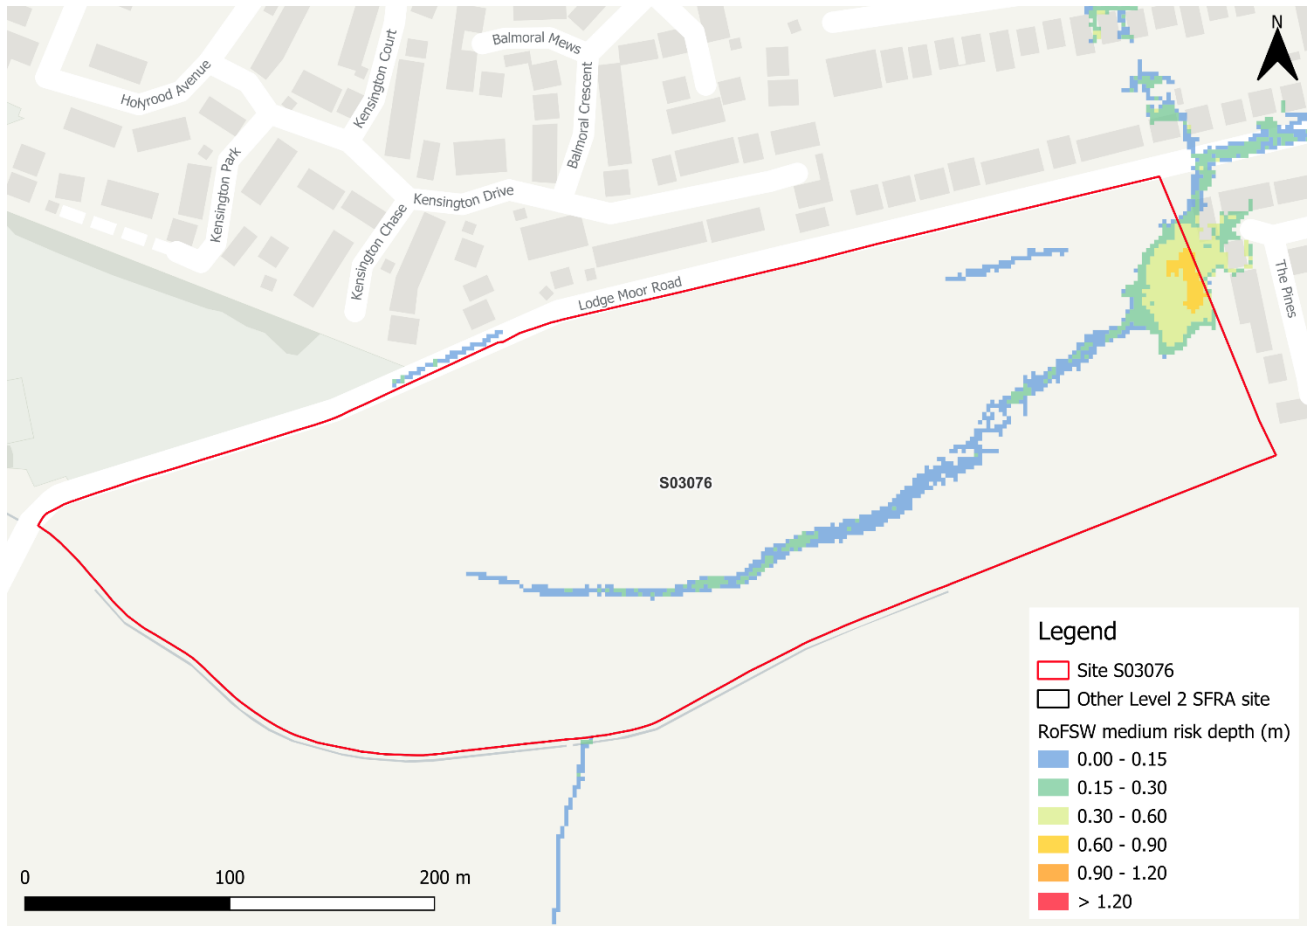 Balmoral Mews
N
Kensington Court
Holyrood Avenue
Balmoral Crescent
Kensington Park
Kensington Drive
Kensington Chase
The Pines
Lodge Moor Road
S03076
Legend
Site S03076
Other Level 2 SFRA site
RoFSW medium risk depth (m)
0.00 - 0.15
0.15 - 0.30
0.30 - 0.60
0.60 - 0.90
0.90 - 1.20
> 1.20
0 100 200 m